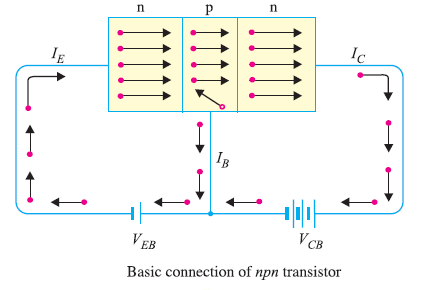 n p n
I_E I_C
I_B
V_EB V_CB
Basic connection of npn transistor